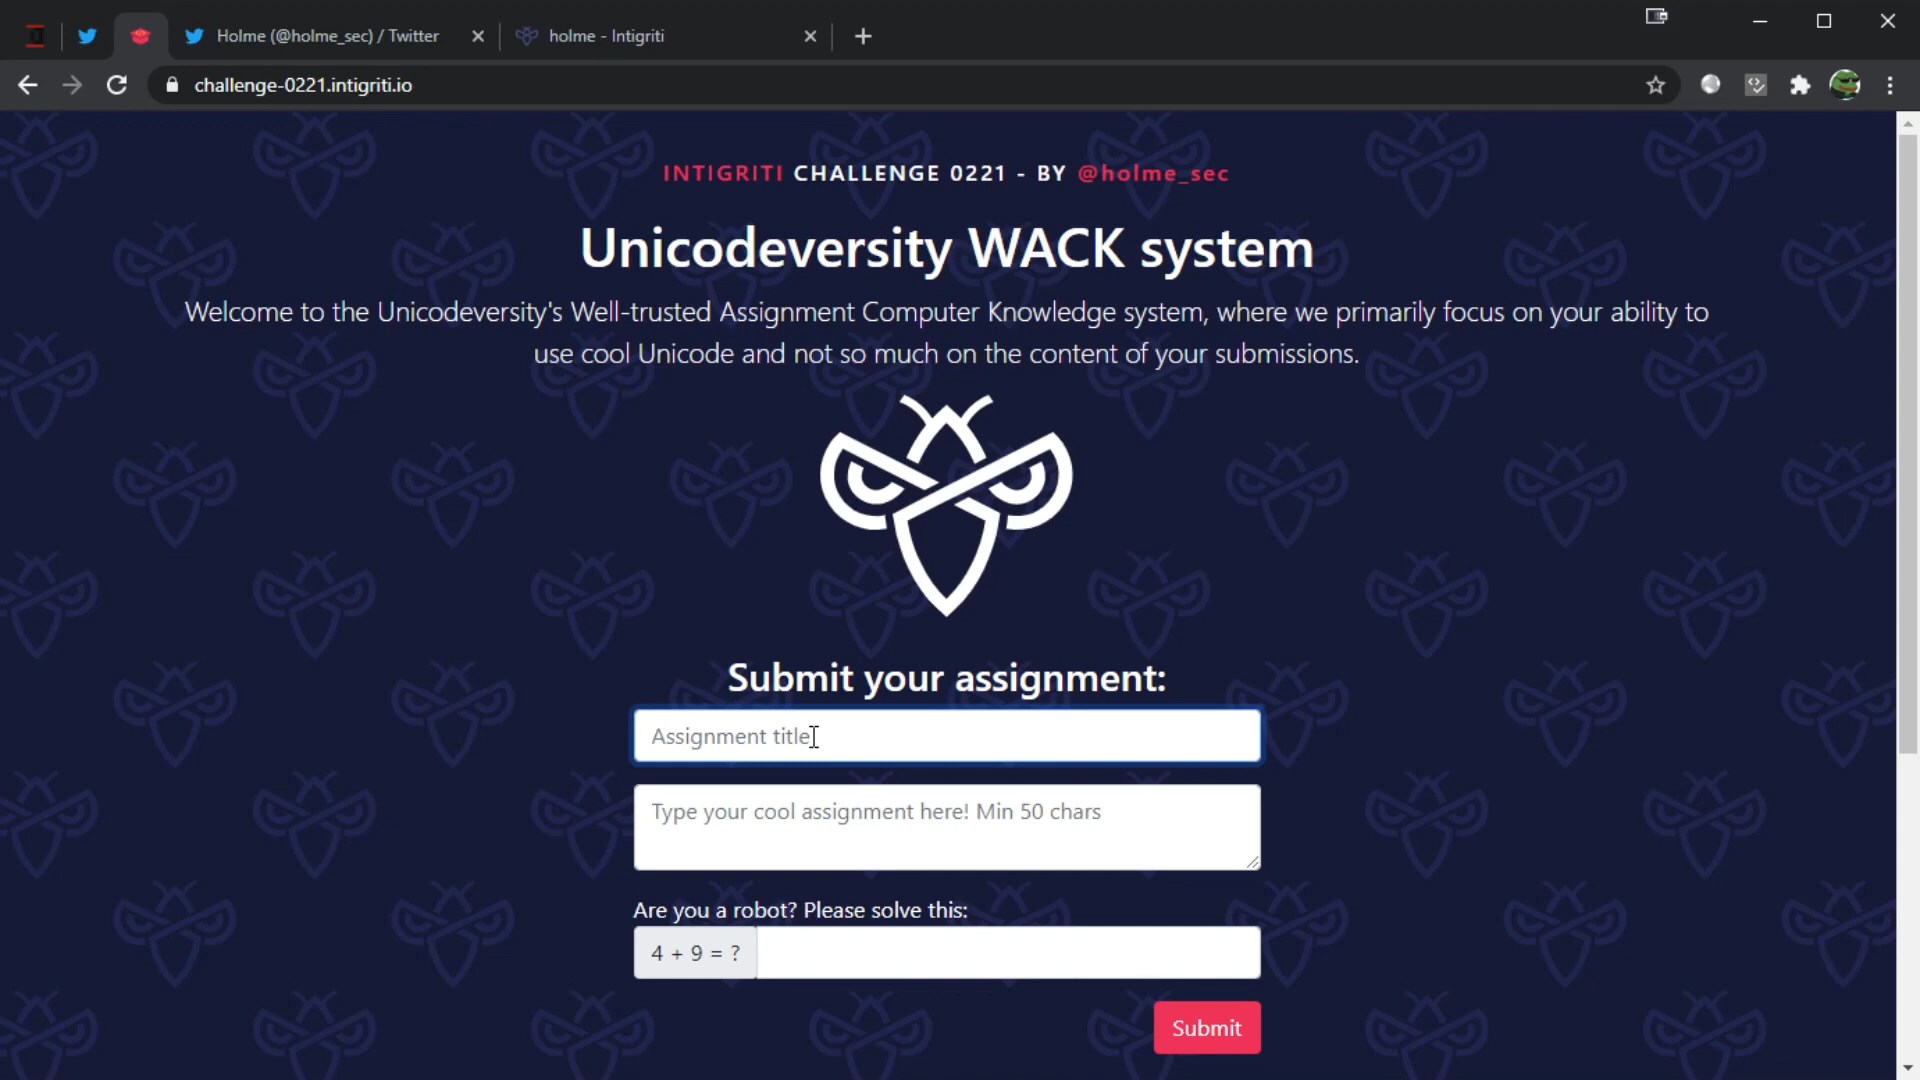 Holme (@holme_sec) / Twitter
holme - Intigriti
challenge-0221.intigriti.io
INTIGRITI CHALLENGE 0221 - BY @holme_sec
Unicodeversity WACK system
Welcome to the Unicodeversity's Well-trusted Assignment Computer Knowledge system, where we primarily focus on your ability to
use cool Unicode and not so much on the content of your submissions.
Submit your assignment:
Assignment title
Type your cool assignment here! Min 50 chars
Are you a robot? Please solve this:
4 + 9 = ?
Submit